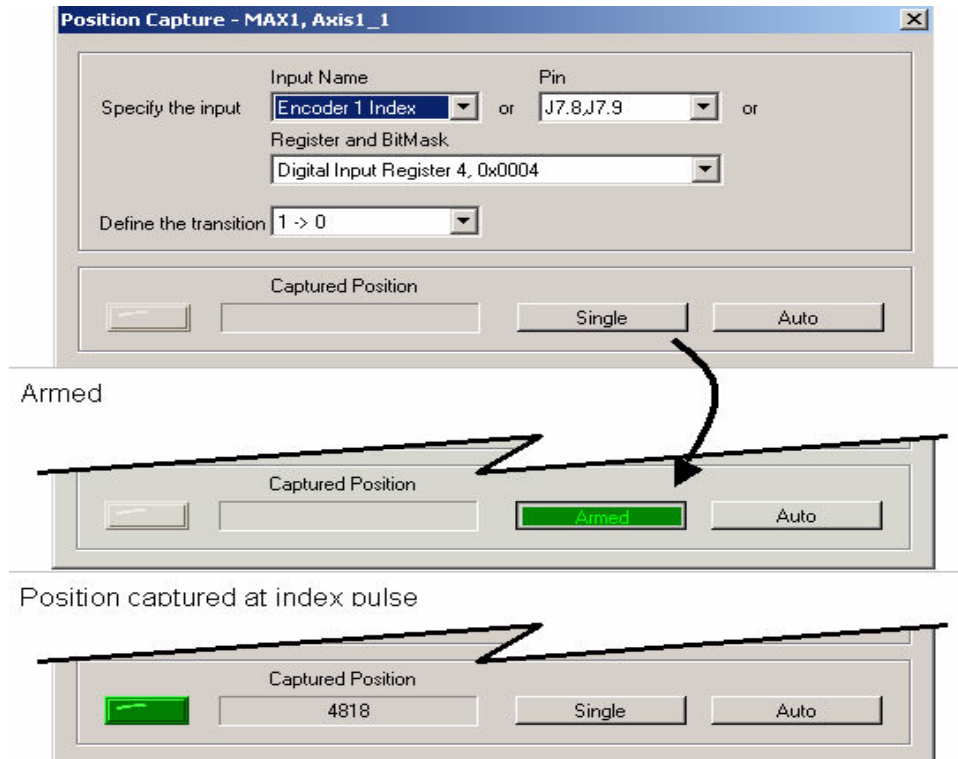 Position Capture - MAX1, Axis1_1
Input Name Pin
Specify the input Encoder 1 Index or J7.8,J7.9 or
Register and BitMask
Digital Input Register 4, 0x0004
Define the transition 1 -> 0
Captured Position
Single Auto
Armed
Captured Position
Armed Auto
Position captured at index pulse
Captured Position
4818 Single Auto